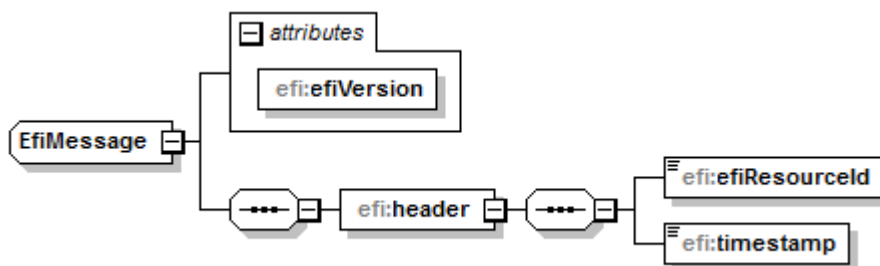 attributes
efi:efiVersion
EfiMessage
efi:header
efi:efiResourceId
efi:timestamp